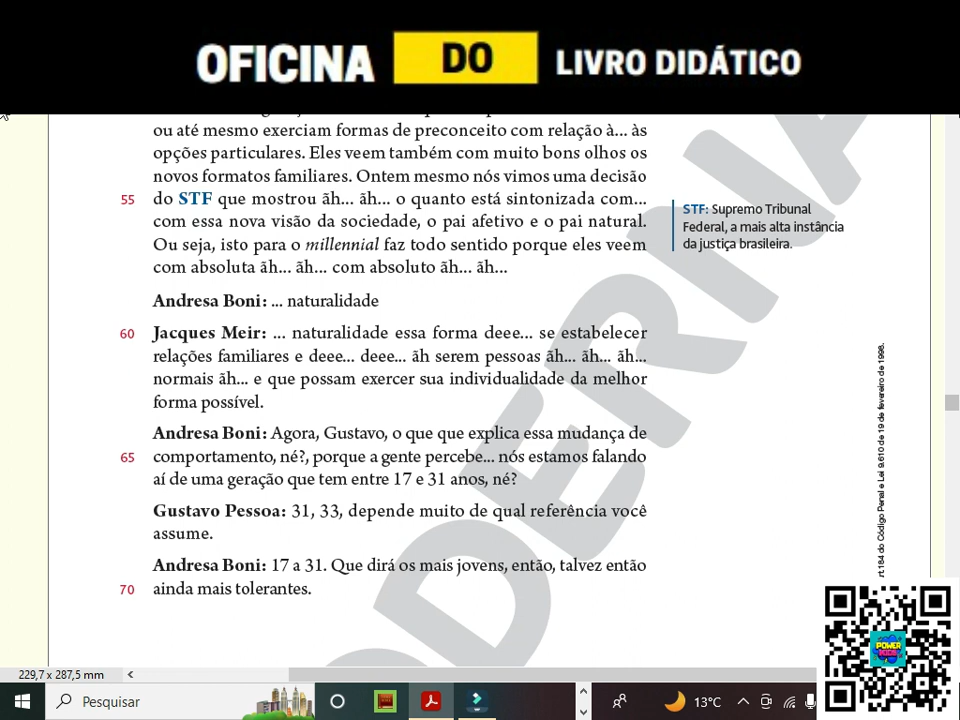 OFICINA DO LIVRO DIDÁTICO
ou até mesmo exerciam formas de preconceito com relação à... às
opções particulares. Eles veem também com muito bons olhos os
novos formatos familiares. Ontem mesmo nós vimos uma decisão
55 do STF que mostrou ãh... ãh... o quanto está sintonizada com...
com essa nova visão da sociedade, o pai afetivo e o pai natural.
Ou seja, isto para o millennial faz todo sentido porque eles veem
com absoluta ãh... ãh... com absoluto ãh... ãh...
STF: Supremo Tribunal
Federal, a mais alta instância
da justiça brasileira.
Andresa Boni: ... naturalidade
60 Jacques Meir: ... naturalidade essa forma deee... se estabelecer
relações familiares e deee... deee... ãh serem pessoas ãh... ãh... ãh...
normais ãh... e que possam exercer sua individualidade da melhor
forma possível.
Andresa Boni: Agora, Gustavo, o que que explica essa mudança de
65 comportamento, né?, porque a gente percebe... nós estamos falando
aí de uma geração que tem entre 17 e 31 anos, né?
Gustavo Pessoa: 31, 33, depende muito de qual referência você
assume.
Andresa Boni: 17 a 31. Que dirá os mais jovens, então, talvez então
70 ainda mais tolerantes.
rt.184 do Código Penal e Lei 9.610 de 19 de fevereiro de 1998.
229,7 x 287,5 mm
Pesquisar
13°C